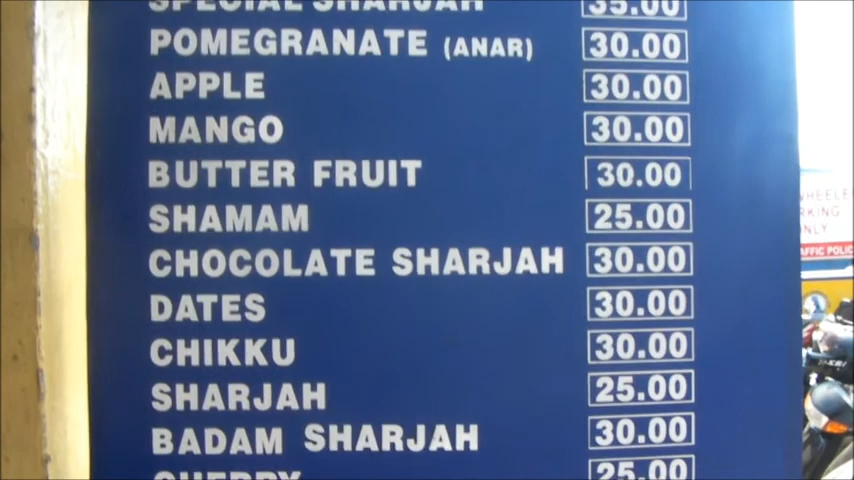 SPECIAL SHARJAH 35.00
POMEGRANATE (ANAR) 30.00
APPLE 30.00
MANGO 30.00
BUTTER FRUIT 30.00
SHAMAM 25.00
CHOCOLATE SHARJAH 30.00
DATES 30.00
CHIKKU 30.00
SHARJAH 25.00
BADAM SHARJAH 30.00
CHERRY 25.00